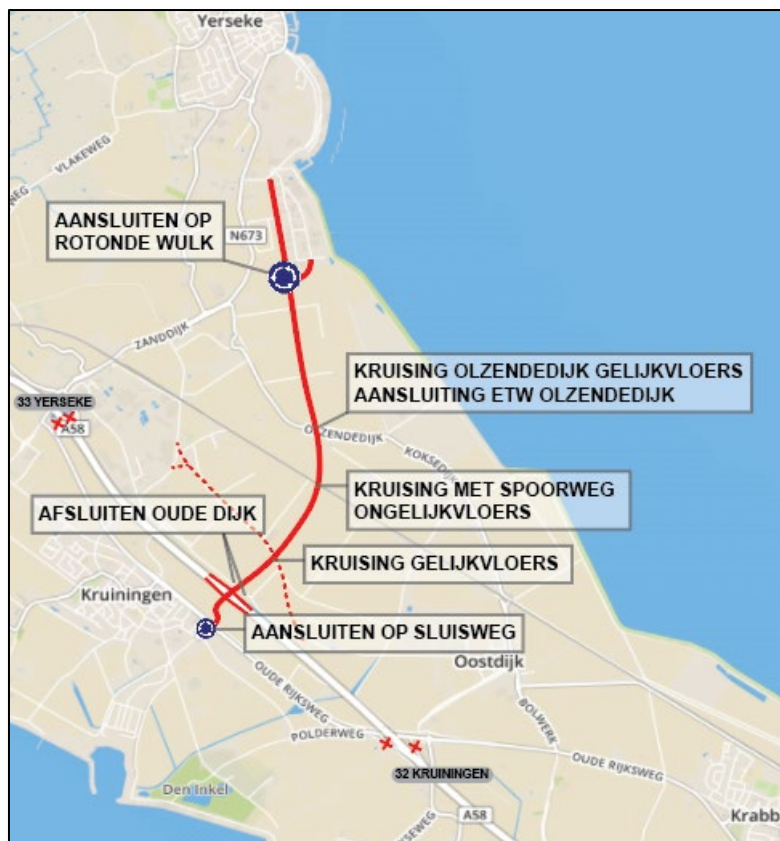 Yerseke
VLAKEWEG
WEG
AANSLUITEN OP
ROTONDE WULK
N673
ZANDDIJK
KRUISING OLZENDEDIJK GELIJKVLOERS
AANSLUITING ETW OLZENDEDIJK
33 YERSEKE
A58
OLZENDEDIJK
KOKSEDIJK
KRUISING MET SPOORWEG
ONGELIJKVLOERS
AFSLUITEN OUDE DIJK
KRUISING GELIJKVLOERS
Kruiningen
AANSLUITEN OP SLUISWEG
Oostdijk
OUDE RIJKSWEG
BOLWERK
POLDERWEG
OUDE RIJKSWEG
32 KRUININGEN
Den Inkel
A58
Krabb
SEWEG